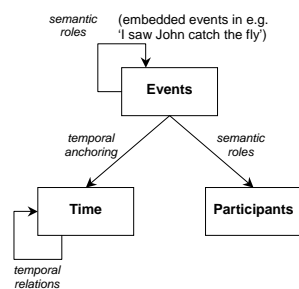 semantic
roles
(embedded events in e.g.
‘I saw John catch the fly’)
Events
temporal
anchoring
semantic
roles
Time
Participants
temporal
relations